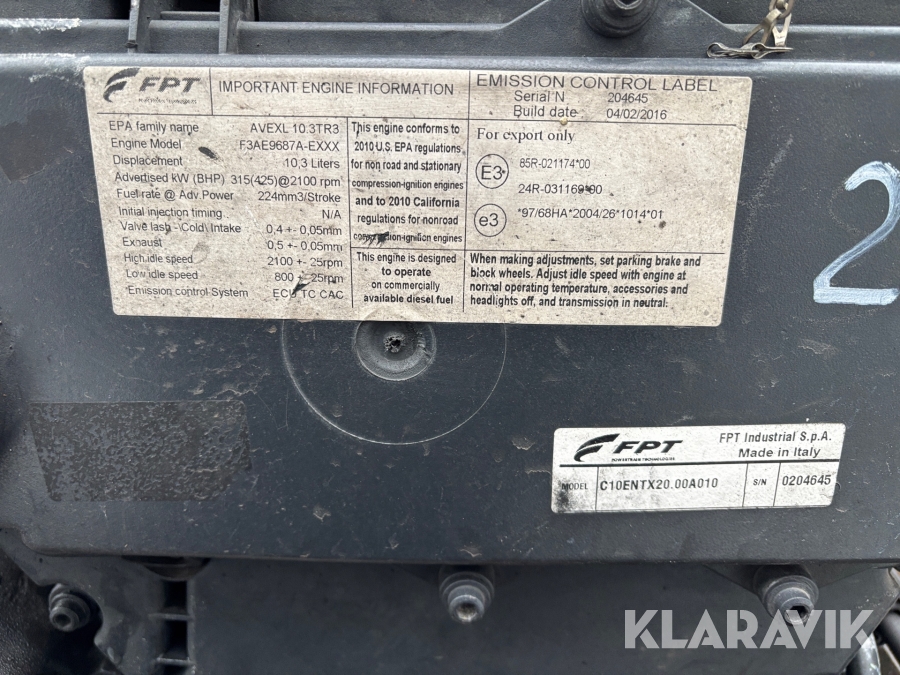 FPT
POWERTRAIN TECHNOLOGIES
IMPORTANT ENGINE INFORMATION
EPA family name AVEXL 10.3TR3
Engine Model F3AE9687A-EXXX
Displacement 10,3 Liters
Advertised kW (BHP) 315(425)@2100 rpm
Fuel rate @ Adv.Power 224mm3/Stroke
Initial injection timing N/A
Valve lash -(Cold) Intake 0,4 +- 0,05mm
Exaust 0,5 +- 0,05mm
High idle speed 2100 +- 25rpm
Low idle speed 800 +- 25rpm
Emission control System ECU TC CAC
This engine conforms to
2010 U.S. EPA regulations
for non road and stationary
compression-ignition engines
and to 2010 California
regulations for nonroad
compression-ignition engines
This engine is designed
to operate
on commercially
available diesel fuel
EMISSION CONTROL LABEL
Serial N 204645
Build date : 04/02/2016
For export only
E3 85R-021174*00
24R-031169*00
e3 *97/68HA*2004/26*1014*01
When making adjustments, set parking brake and
block wheels. Adjust idle speed with engine at
normal operating temperature, accessories and
headlights off, and transmission in neutral.
2
FPT
POWERTRAIN TECHNOLOGIES
FPT Industrial S.p.A.
Made in Italy
MODEL C10ENTX20.00A010 S/N 0204645
KLARAVIK